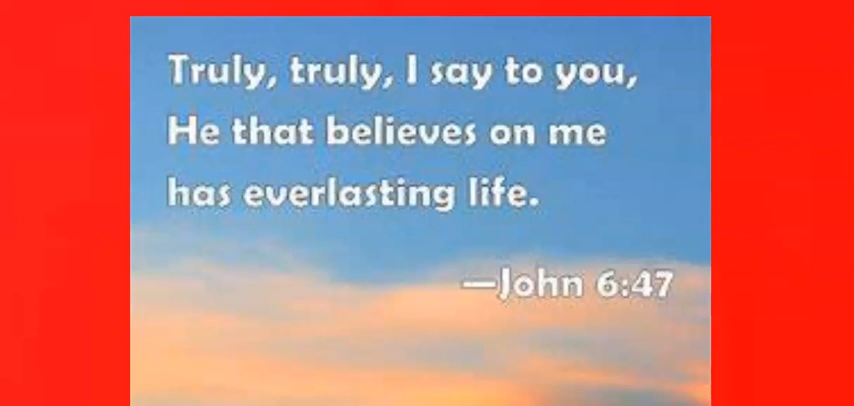 Truly, truly, I say to you,
He that believes on me
has everlasting life.
—John 6:47